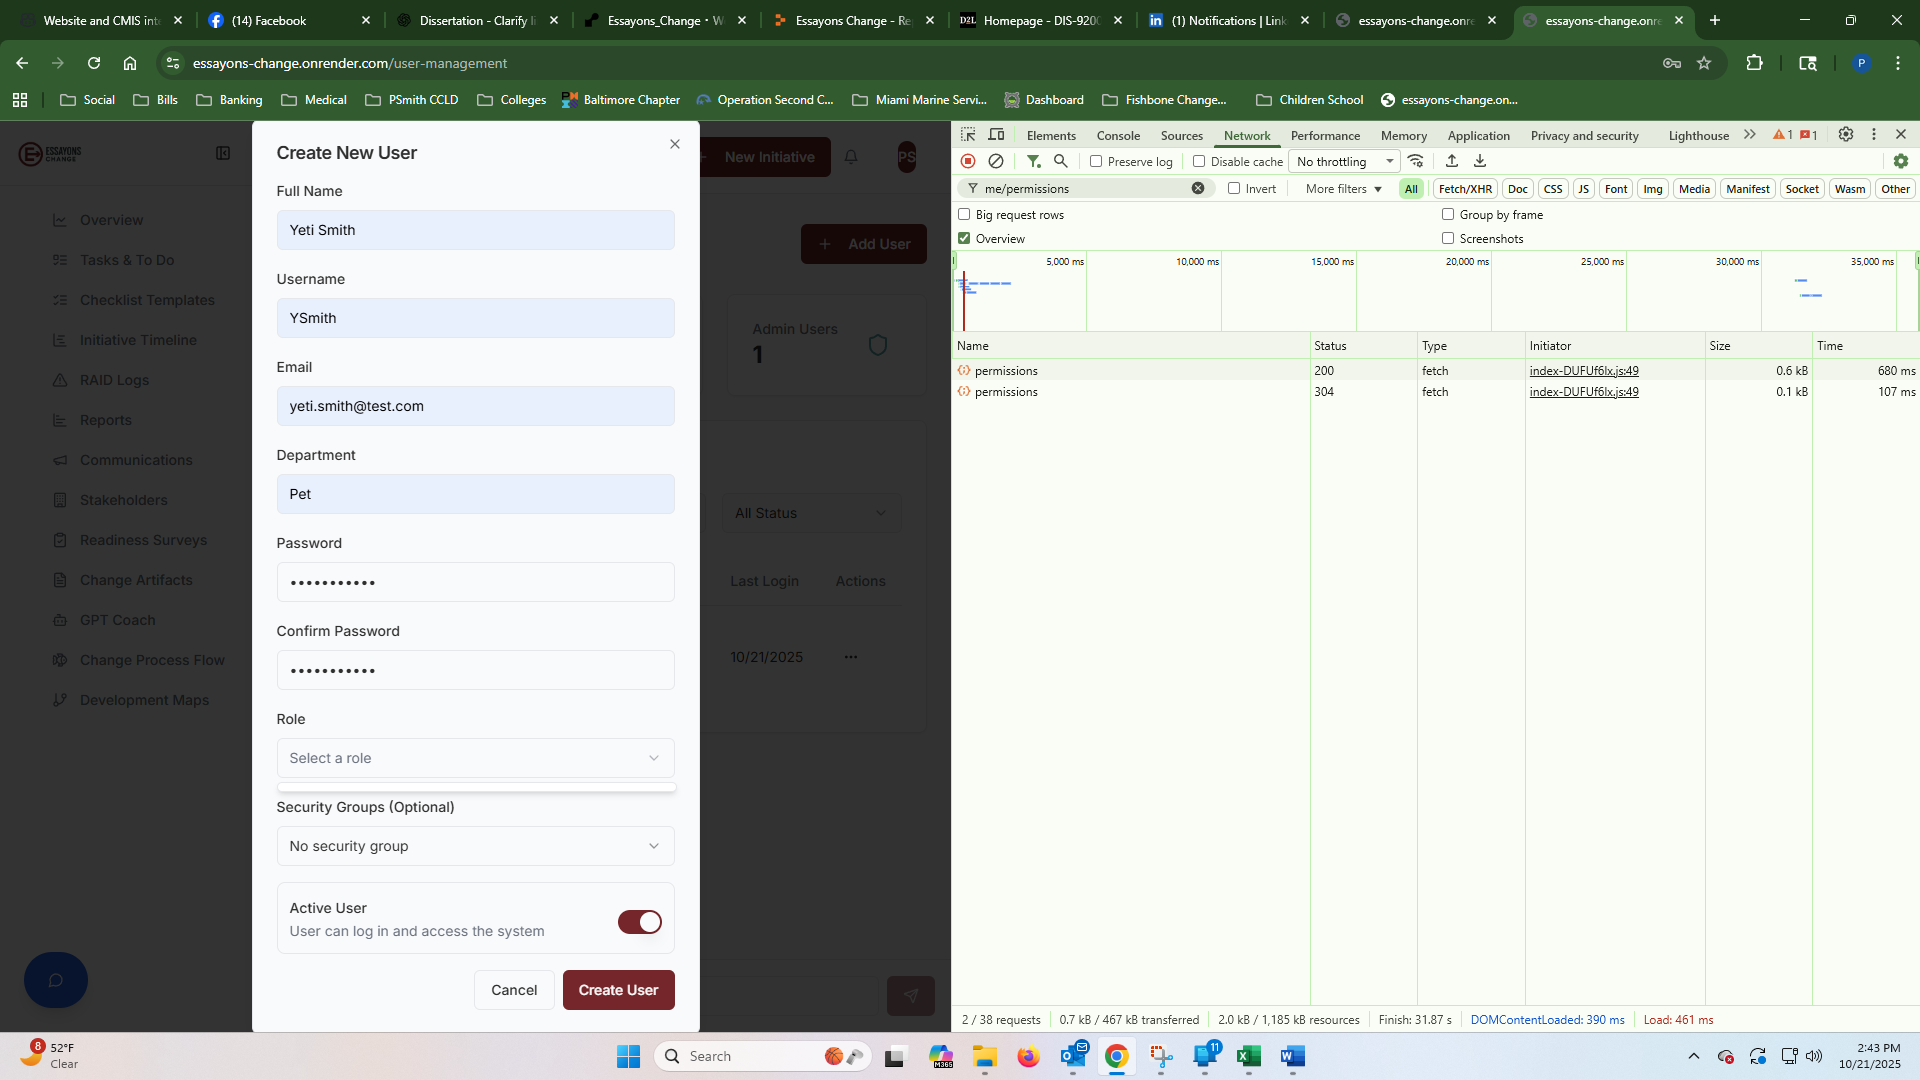 Website and CMIS int
(14) Facebook
Dissertation - Clarify li
Essayons_Change • W
Essayons Change - Re
D2L
Homepage - DIS-9200
in
(1) Notifications | Link
essayons-change.onre
essayons-change.onre
essayons-change.onrender.com/user-management
P
Social
Bills
Banking
Medical
PSmith CCLD
Colleges
Baltimore Chapter
Operation Second C...
Miami Marine Servi...
Dashboard
Fishbone Change...
Children School
essayons-change.on...
ESSAYONS
CHANGE
Overview
Tasks & To Do
Checklist Templates
Initiative Timeline
RAID Logs
Reports
Communications
Stakeholders
Readiness Surveys
Change Artifacts
GPT Coach
Change Process Flow
Development Maps
New Initiative
PS
Add User
Admin Users
1
All Status
Last Login
Actions
10/21/2025
Create New User
Full Name
Yeti Smith
Username
YSmith
Email
yeti.smith@test.com
Department
Pet
Password
•••••••••••
Confirm Password
•••••••••••
Role
Select a role
Security Groups (Optional)
No security group
Active User
User can log in and access the system
Cancel
Create User
Elements
Console
Sources
Network
Performance
Memory
Application
Privacy and security
Lighthouse
1
1
Preserve log
Disable cache
No throttling
me/permissions
Invert
More filters
All
Fetch/XHR
Doc
CSS
JS
Font
Img
Media
Manifest
Socket
Wasm
Other
Big request rows
Group by frame
Overview
Screenshots
5,000 ms
10,000 ms
15,000 ms
20,000 ms
25,000 ms
30,000 ms
35,000 ms
Name Status Type Initiator Size Time
permissions 200 fetch index-DUFUf6lx.js:49 0.6 kB 680 ms
permissions 304 fetch index-DUFUf6lx.js:49 0.1 kB 107 ms
2 / 38 requests
0.7 kB / 467 kB transferred
2.0 kB / 1,185 kB resources
Finish: 31.87 s
DOMContentLoaded: 390 ms
Load: 461 ms
8
52°F
Clear
Search
M365
11
2:43 PM
10/21/2025